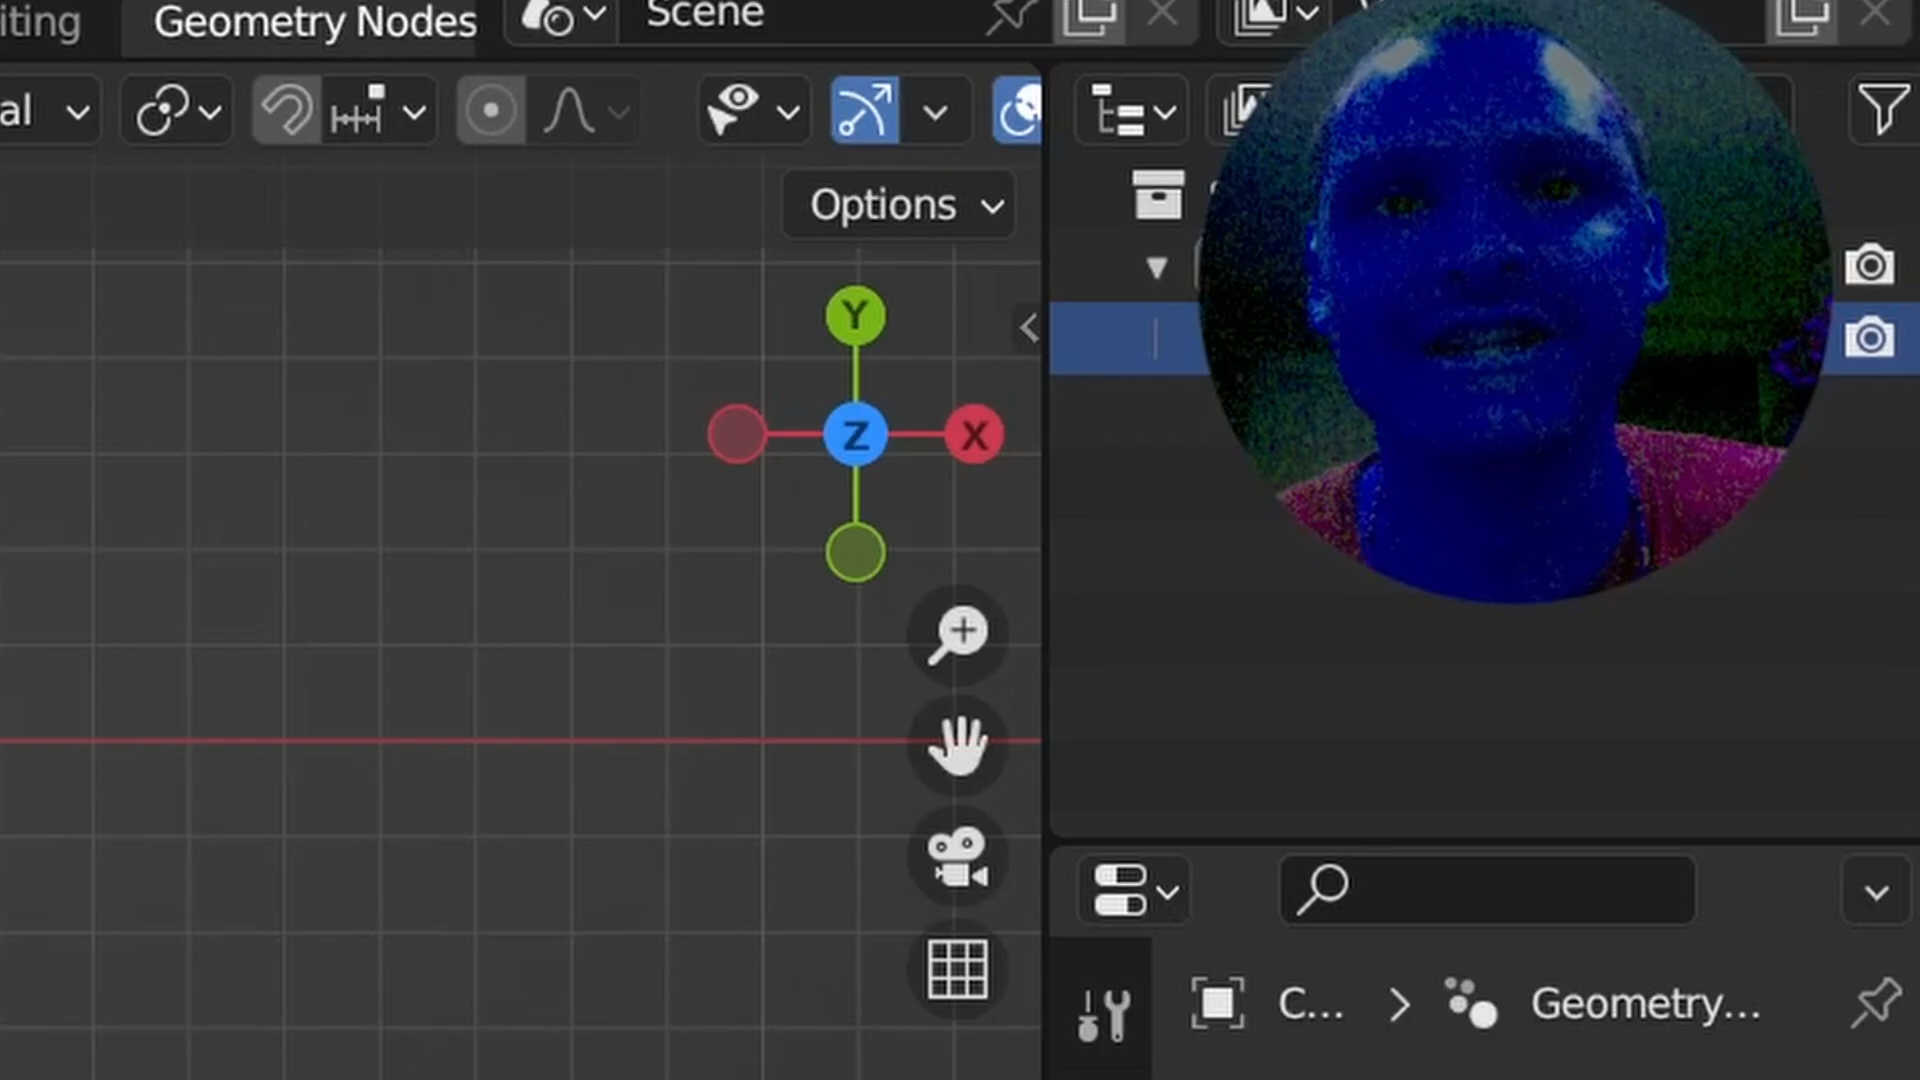 iting
Geometry Nodes
Scene
al
Options
Y
Z
X
C...
Geometry...